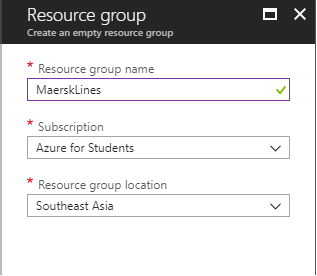 Resource group
Create an empty resource group
* Resource group name
MaerskLines
* Subscription
Azure for Students
* Resource group location
Southeast Asia